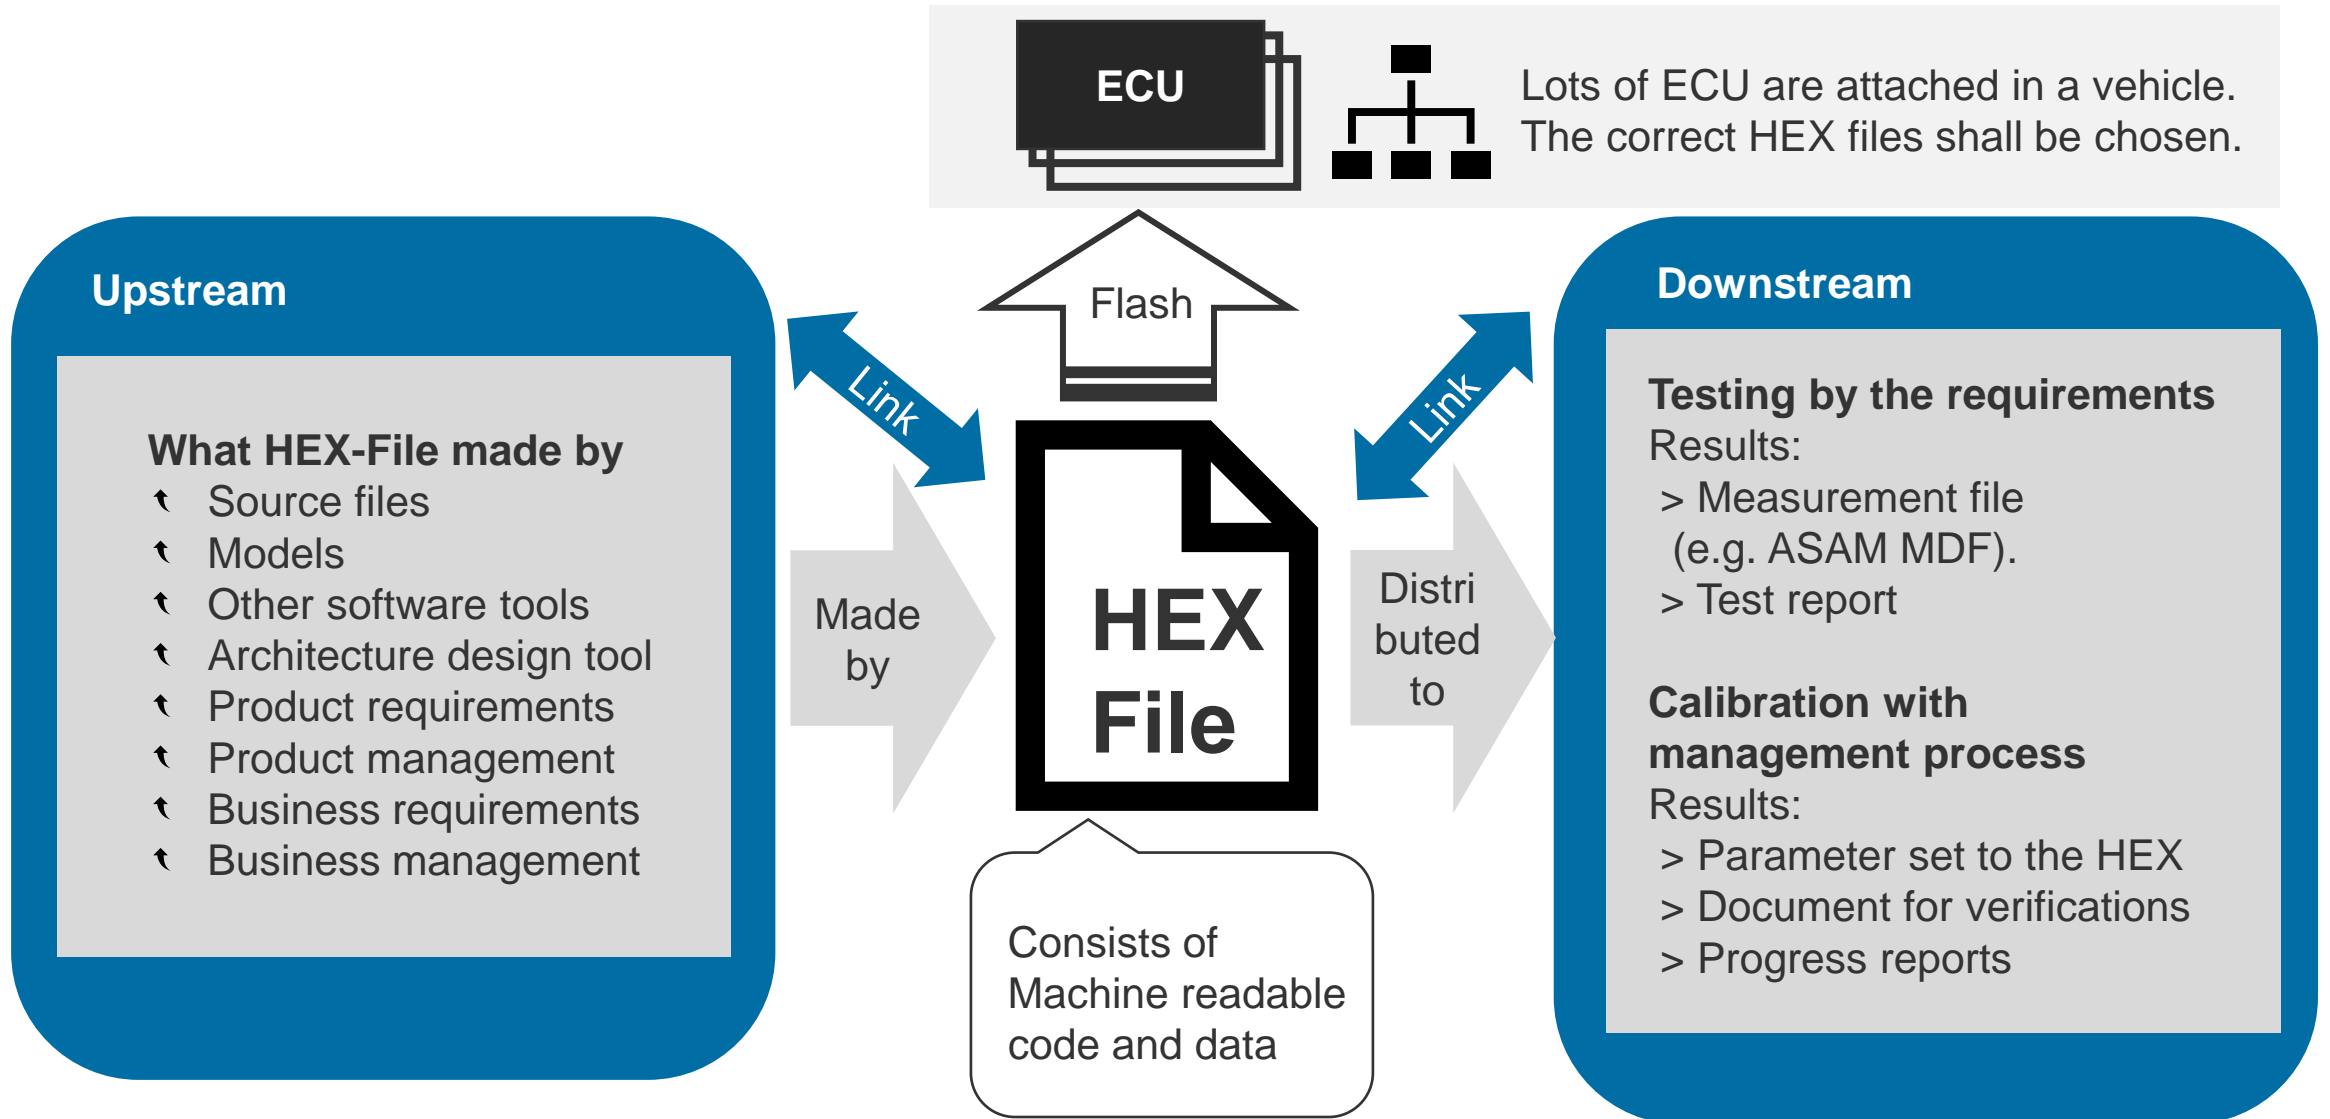 ECU
Lots of ECU are attached in a vehicle.
The correct HEX files shall be chosen.
Upstream
What HEX-File made by
Source files
Models
Other software tools
Architecture design tool
Product requirements
Product management
Business requirements
Business management
Link
Made
by
Flash
HEX
File
Consists of
Machine readable
code and data
Link
Distri
buted
to
Downstream
Testing by the requirements
Results:
> Measurement file
(e.g. ASAM MDF).
> Test report
Calibration with
management process
Results:
> Parameter set to the HEX
> Document for verifications
> Progress reports